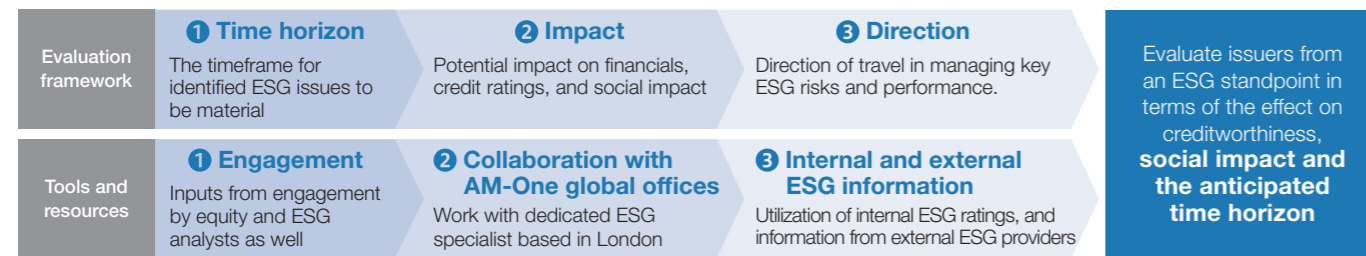 Evaluation
framework
❶ Time horizon
The timeframe for
identified ESG issues to
be material
❷ Impact
Potential impact on financials,
credit ratings, and social impact
❸ Direction
Direction of travel in managing key
ESG risks and performance.
Tools and
resources
❶ Engagement
Inputs from engagement
by equity and ESG
analysts as well
❷ Collaboration with
AM-One global offices
Work with dedicated ESG
specialist based in London
❸ Internal and external
ESG information
Utilization of internal ESG ratings, and
information from external ESG providers
Evaluate issuers from
an ESG standpoint in
terms of the effect on
creditworthiness,
social impact and
the anticipated
time horizon